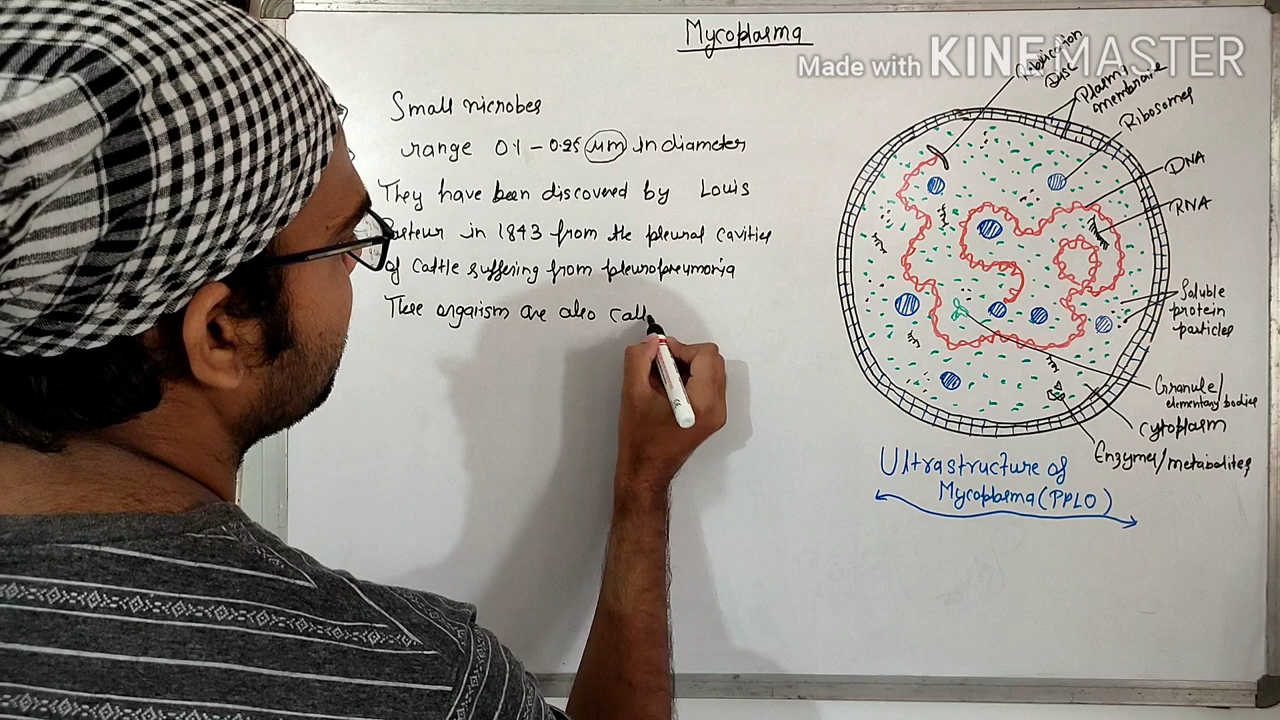 Mycoplasma
Made with KINEMASTER
Small microbes
range 0.1 - 0.25 µm in diameter
They have been discovered by Louis
Pasteur in 1843 from the pleural cavities
of cattle suffering from pleuropneumonia
These organism are also call
Replication
Disc
Plasma
membrane
Ribosomes
DNA
RNA
Soluble
protein
particles
Granule/
elementary bodies
Cytoplasm
Enzymes/metabolites
Ultrastructure of
Mycoplasma (PPLO)